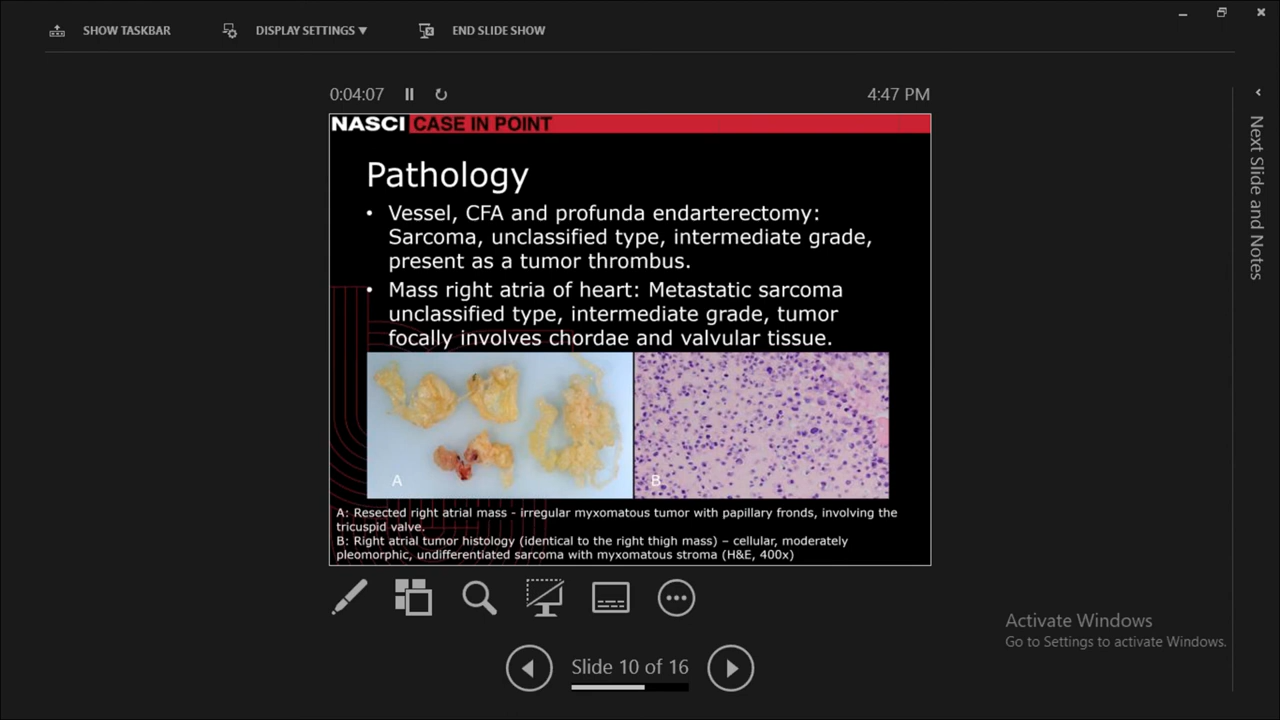 SHOW TASKBAR
DISPLAY SETTINGS ▼
END SLIDE SHOW
0:04:07
4:47 PM
NASCI CASE IN POINT
Pathology
• Vessel, CFA and profunda endarterectomy:
Sarcoma, unclassified type, intermediate grade,
present as a tumor thrombus.
• Mass right atria of heart: Metastatic sarcoma
unclassified type, intermediate grade, tumor
focally involves chordae and valvular tissue.
A
B
A: Resected right atrial mass - irregular myxomatous tumor with papillary fronds, involving the
tricuspid valve.
B: Right atrial tumor histology (identical to the right thigh mass) – cellular, moderately
pleomorphic, undifferentiated sarcoma with myxomatous stroma (H&E, 400x)
Next Slide and Notes
Activate Windows
Go to Settings to activate Windows.
Slide 10 of 16